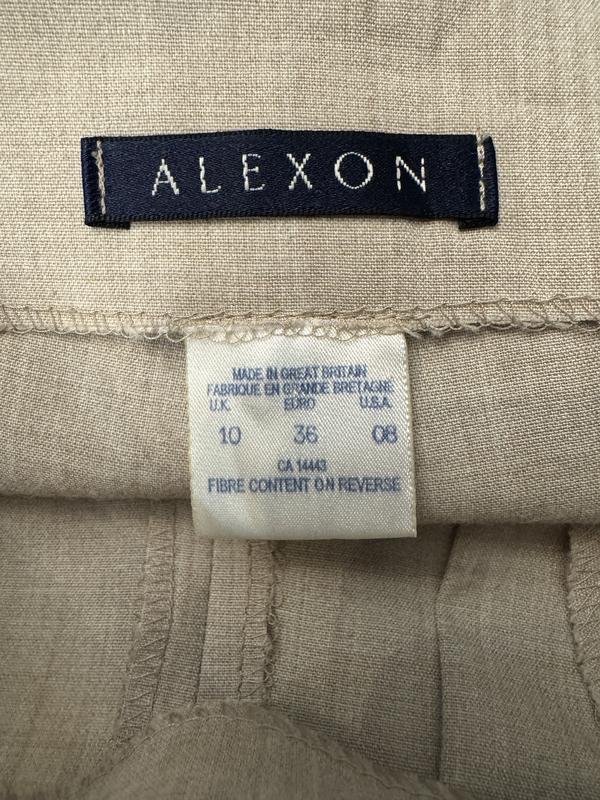 ALEXON
MADE IN GREAT BRITAIN
FABRIQUE EN GRANDE BRETAGNE
U.K. EURO U.S.A.
10 36 08
CA 14443
FIBRE CONTENT ON REVERSE